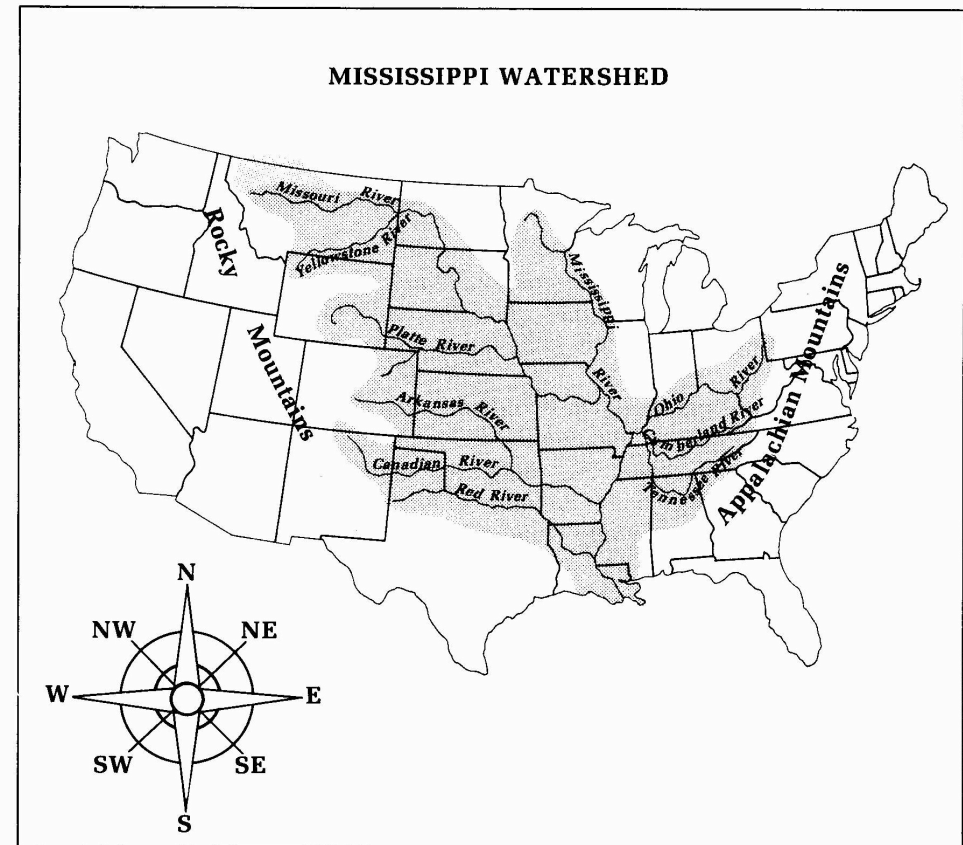 MISSISSIPPI WATERSHED
Missouri River
Yellowstone River
Rocky Mountains
Platte River
Mississippi River
Arkansas River
Canadian River
Red River
Ohio River
Cumberland River
Tennessee River
Appalachian Mountains
N
NW
NE
W
E
SW
SE
S